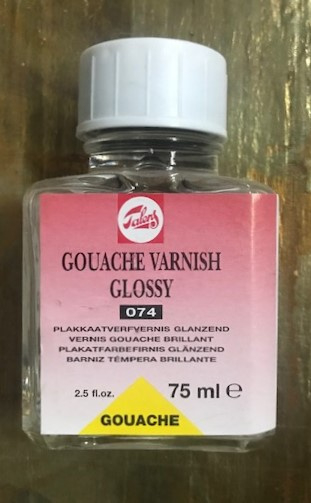 Talens
GOUACHE VARNISH
GLOSSY
074
PLAKKAATVERFVERNIS GLANZEND
VERNIS GOUACHE BRILLANT
PLAKATFARBEFIRNIS GLÄNZEND
BARNIZ TÉMPERA BRILLANTE
2.5 fl.oz. 75 ml ℮
GOUACHE